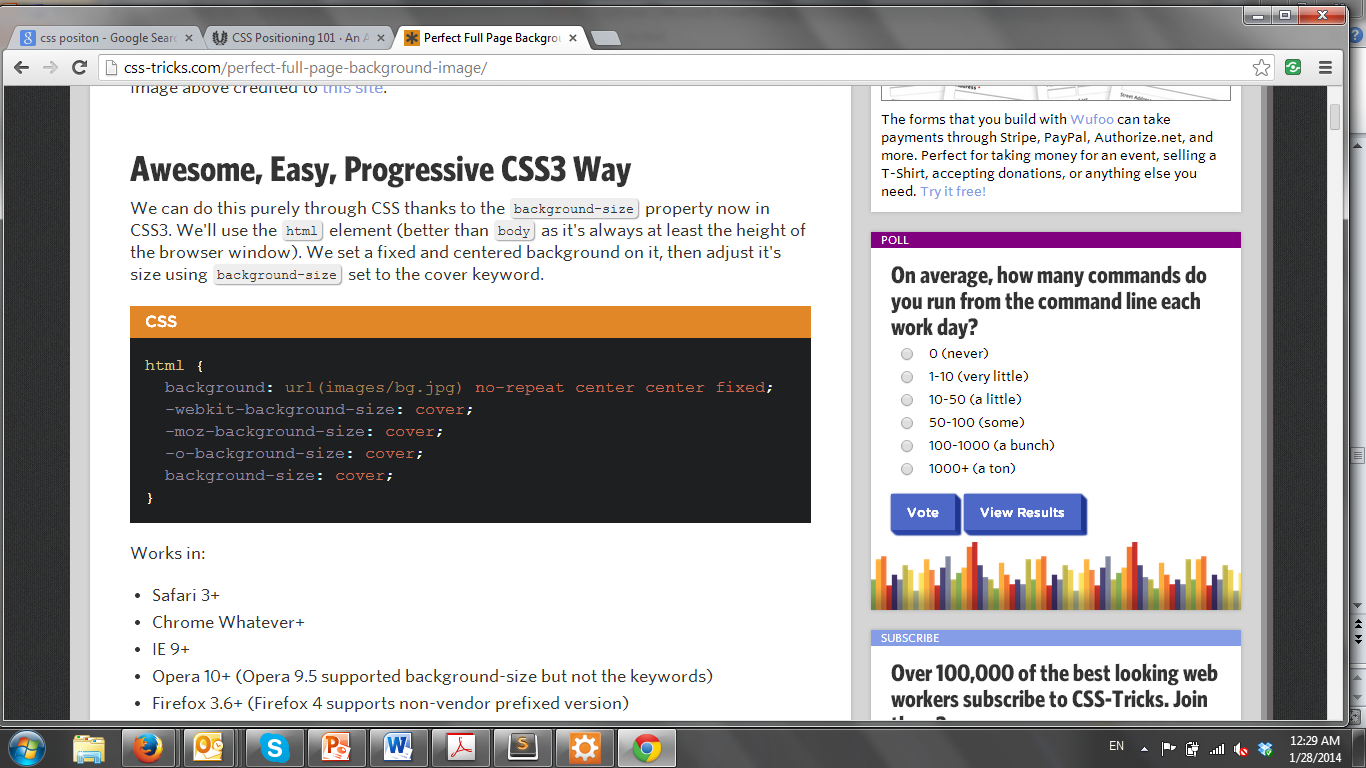 css positon - Google Searc
CSS Positioning 101 · An A
Perfect Full Page Backgrou
css-tricks.com/perfect-full-page-background-image/
image above credited to this site.
Awesome, Easy, Progressive CSS3 Way
We can do this purely through CSS thanks to the background-size property now in
CSS3. We'll use the html element (better than body as it's always at least the height of
the browser window). We set a fixed and centered background on it, then adjust it's
size using background-size set to the cover keyword.
CSS
html {
background: url(images/bg.jpg) no-repeat center center fixed;
-webkit-background-size: cover;
-moz-background-size: cover;
-o-background-size: cover;
background-size: cover;
}
Works in:
• Safari 3+
• Chrome Whatever+
• IE 9+
• Opera 10+ (Opera 9.5 supported background-size but not the keywords)
• Firefox 3.6+ (Firefox 4 supports non-vendor prefixed version)
The forms that you build with Wufoo can take
payments through Stripe, PayPal, Authorize.net, and
more. Perfect for taking money for an event, selling a
T-Shirt, accepting donations, or anything else you
need. Try it free!
POLL
On average, how many commands do
you run from the command line each
work day?
0 (never)
1-10 (very little)
10-50 (a little)
50-100 (some)
100-1000 (a bunch)
1000+ (a ton)
Vote
View Results
SUBSCRIBE
Over 100,000 of the best looking web
workers subscribe to CSS-Tricks. Join
EN
12:29 AM
1/28/2014